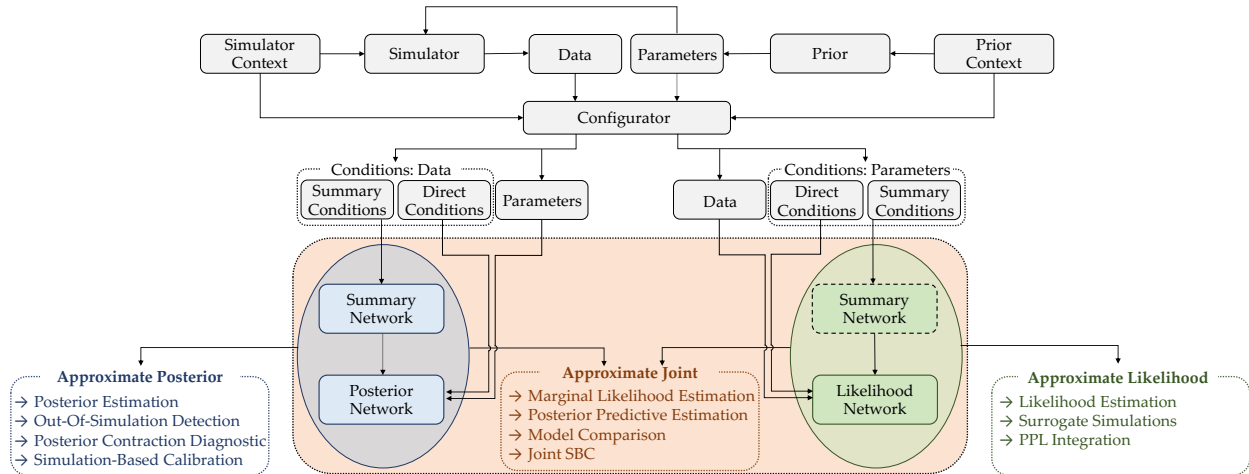 Simulator
Context
Simulator
Data
Parameters
Prior
Prior
Context
Configurator
Conditions: Data
Summary
Conditions
Direct
Conditions
Parameters
Data
Conditions: Parameters
Direct
Conditions
Summary
Conditions
Summary
Network
Posterior
Network
Summary
Network
Likelihood
Network
Approximate Posterior
→ Posterior Estimation
→ Out-Of-Simulation Detection
→ Posterior Contraction Diagnostic
→ Simulation-Based Calibration
Approximate Joint
→ Marginal Likelihood Estimation
→ Posterior Predictive Estimation
→ Model Comparison
→ Joint SBC
Approximate Likelihood
→ Likelihood Estimation
→ Surrogate Simulations
→ PPL Integration